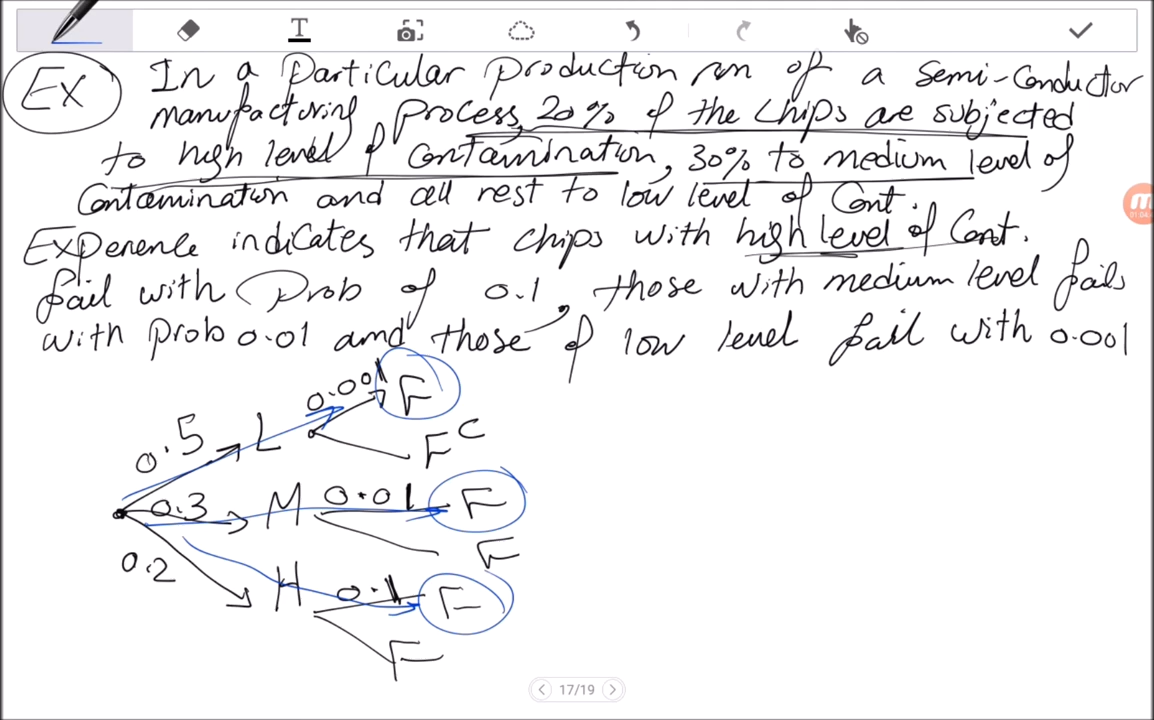 T
Ex
In a Particular Production run of a Semi-Conductor
manufacturing process, 20% of the chips are subjected
to high level of contamination, 30% to medium level of
Contamination and all rest to low level of Cont.
Experence indicates that chips with high level of Cont.
fail with Prob of 0.1, those with medium level fails
with prob 0.01 and those of low level fail with 0.001
0.5 L 0.001 F
F^C
0.3 M 0.01 F
F
0.2 H 0.1 F
F
17/19